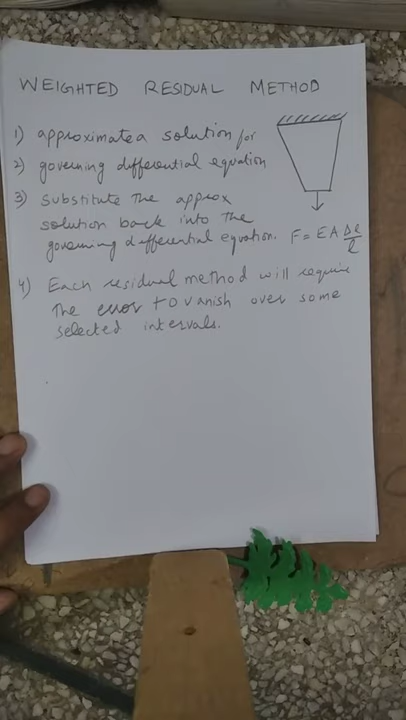 WEIGHTED RESIDUAL METHOD
1) approximate a solution for
2) governing differential equation
3) substitute the approx
solution back into the
governing differential equation. F = EA Δl/l
4) Each residual method will require
the error to vanish over some
selected intervals.